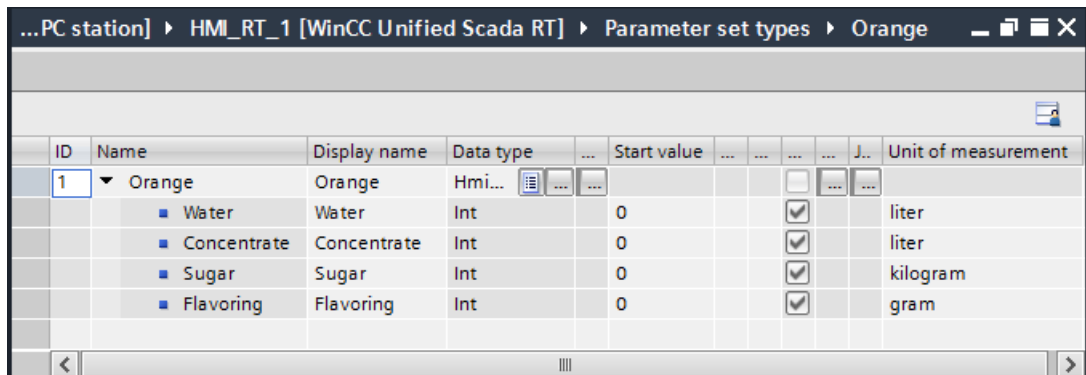 ...PC station] ▸ HMI_RT_1 [WinCC Unified Scada RT] ▸ Parameter set types ▸ Orange
ID Name Display name Data type ... Start value ... ... ... ... J.. Unit of measurement
1 Orange Orange Hmi... ... ... ... ...
Water Water Int 0 liter
Concentrate Concentrate Int 0 liter
Sugar Sugar Int 0 kilogram
Flavoring Flavoring Int 0 gram